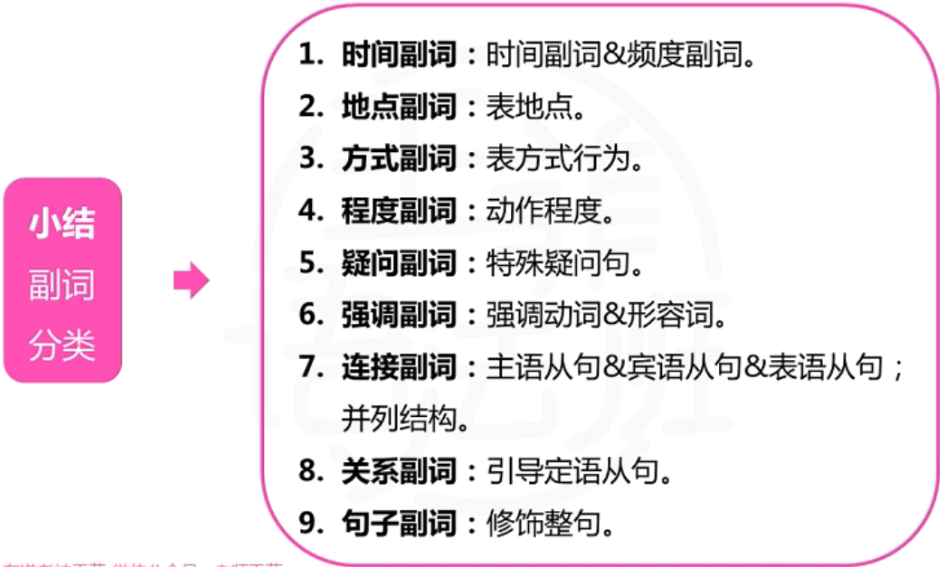 小结
副词
分类
1. 时间副词：时间副词&频度副词。
2. 地点副词：表地点。
3. 方式副词：表方式行为。
4. 程度副词：动作程度。
5. 疑问副词：特殊疑问句。
6. 强调副词：强调动词&形容词。
7. 连接副词：主语从句&宾语从句&表语从句；
并列结构。
8. 关系副词：引导定语从句。
9. 句子副词：修饰整句。